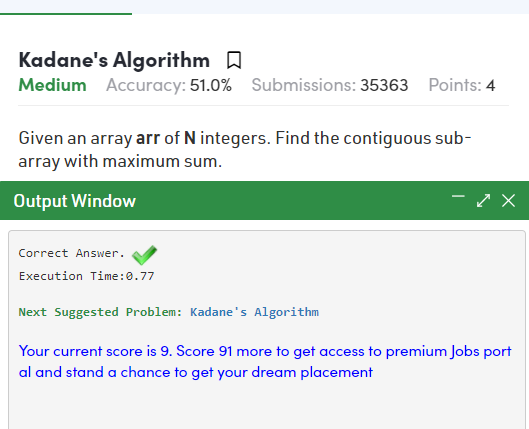 Kadane's Algorithm
Medium Accuracy: 51.0% Submissions: 35363 Points: 4
Given an array arr of N integers. Find the contiguous sub-
array with maximum sum.
Output Window
Correct Answer.
Execution Time:0.77
Next Suggested Problem: Kadane's Algorithm
Your current score is 9. Score 91 more to get access to premium Jobs port
al and stand a chance to get your dream placement